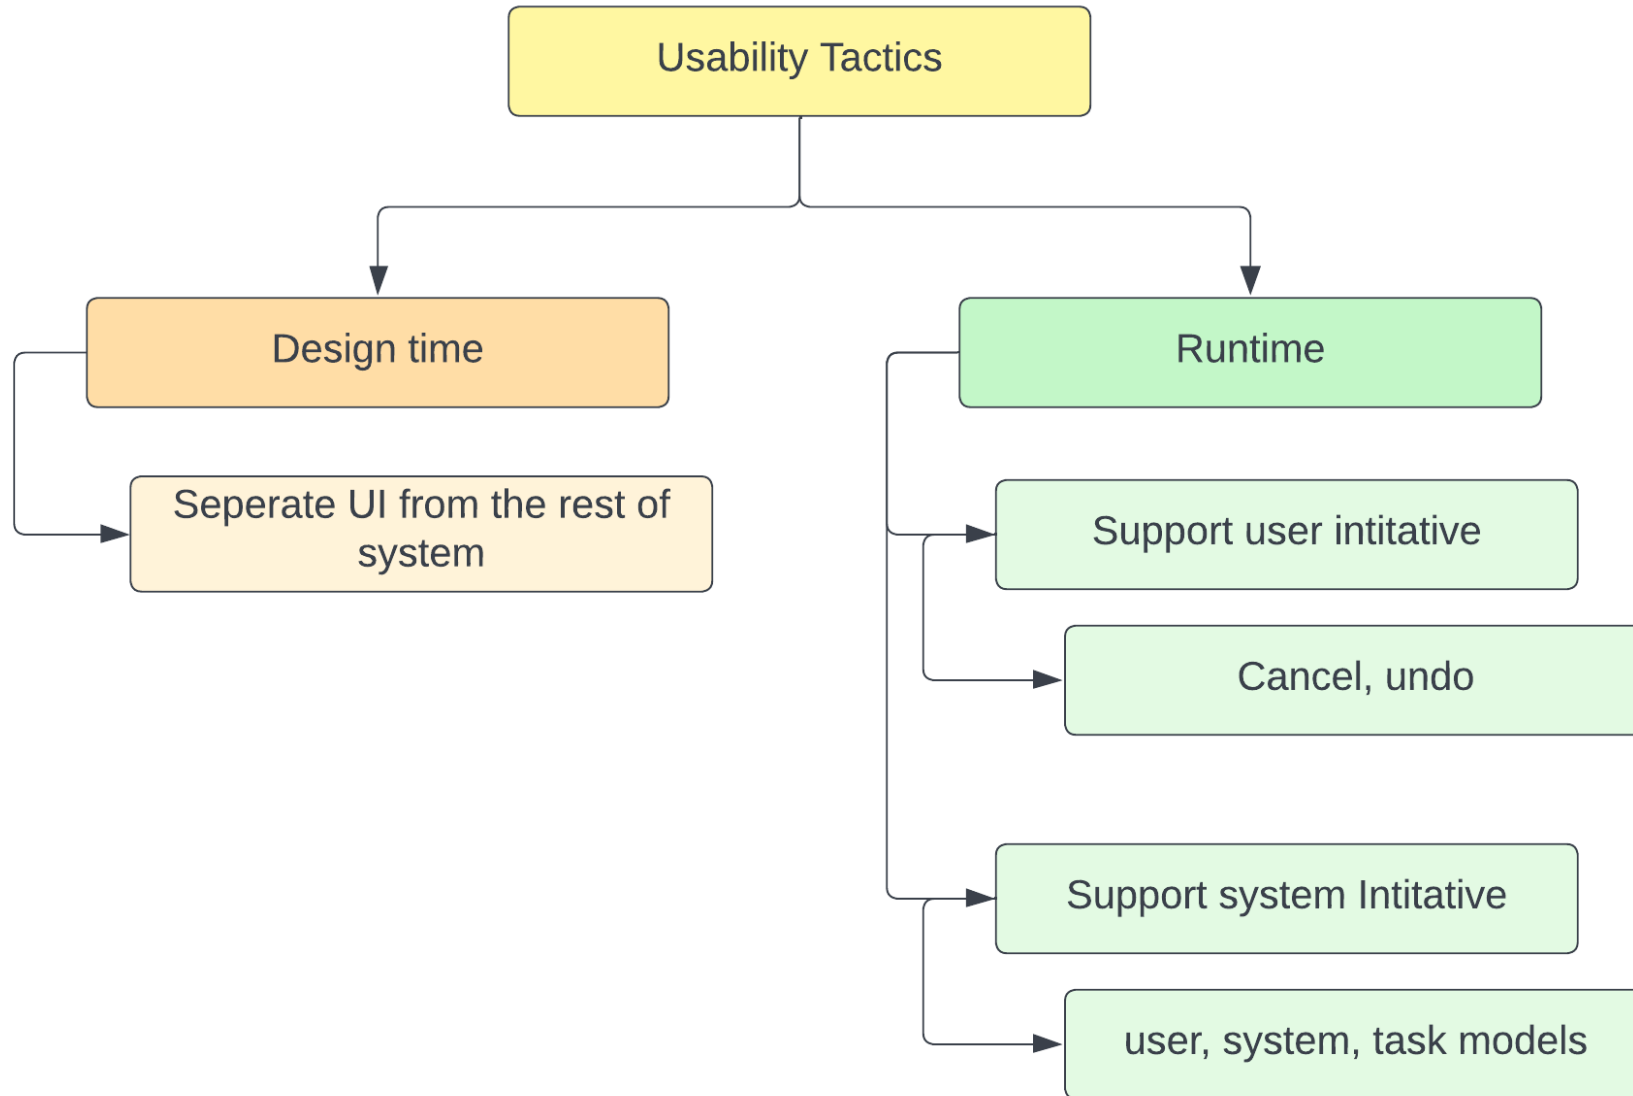 Usability Tactics
Design time
Runtime
Seperate UI from the rest of
system
Support user intitative
Cancel, undo
Support system Intitative
user, system, task models